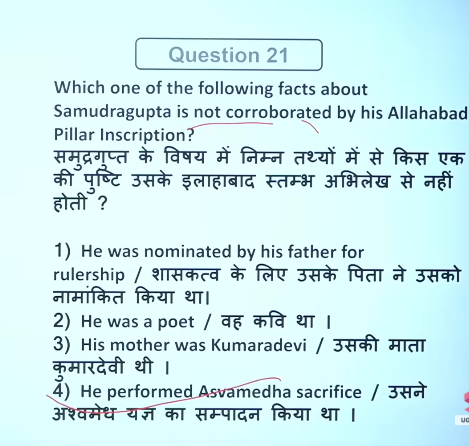 Question 21
Which one of the following facts about
Samudragupta is not corroborated by his Allahabad
Pillar Inscription?
समुद्रगुप्त के विषय में निम्न तथ्यों में से किस एक
की पुष्टि उसके इलाहाबाद स्तम्भ अभिलेख से नहीं
होती ?
1) He was nominated by his father for
rulership / शासकत्व के लिए उसके पिता ने उसको
नामांकित किया था।
2) He was a poet / वह कवि था ।
3) His mother was Kumaradevi / उसकी माता
कुमारदेवी थी ।
4) He performed Asvamedha sacrifice / उसने
अश्वमेध यज्ञ का सम्पादन किया था ।